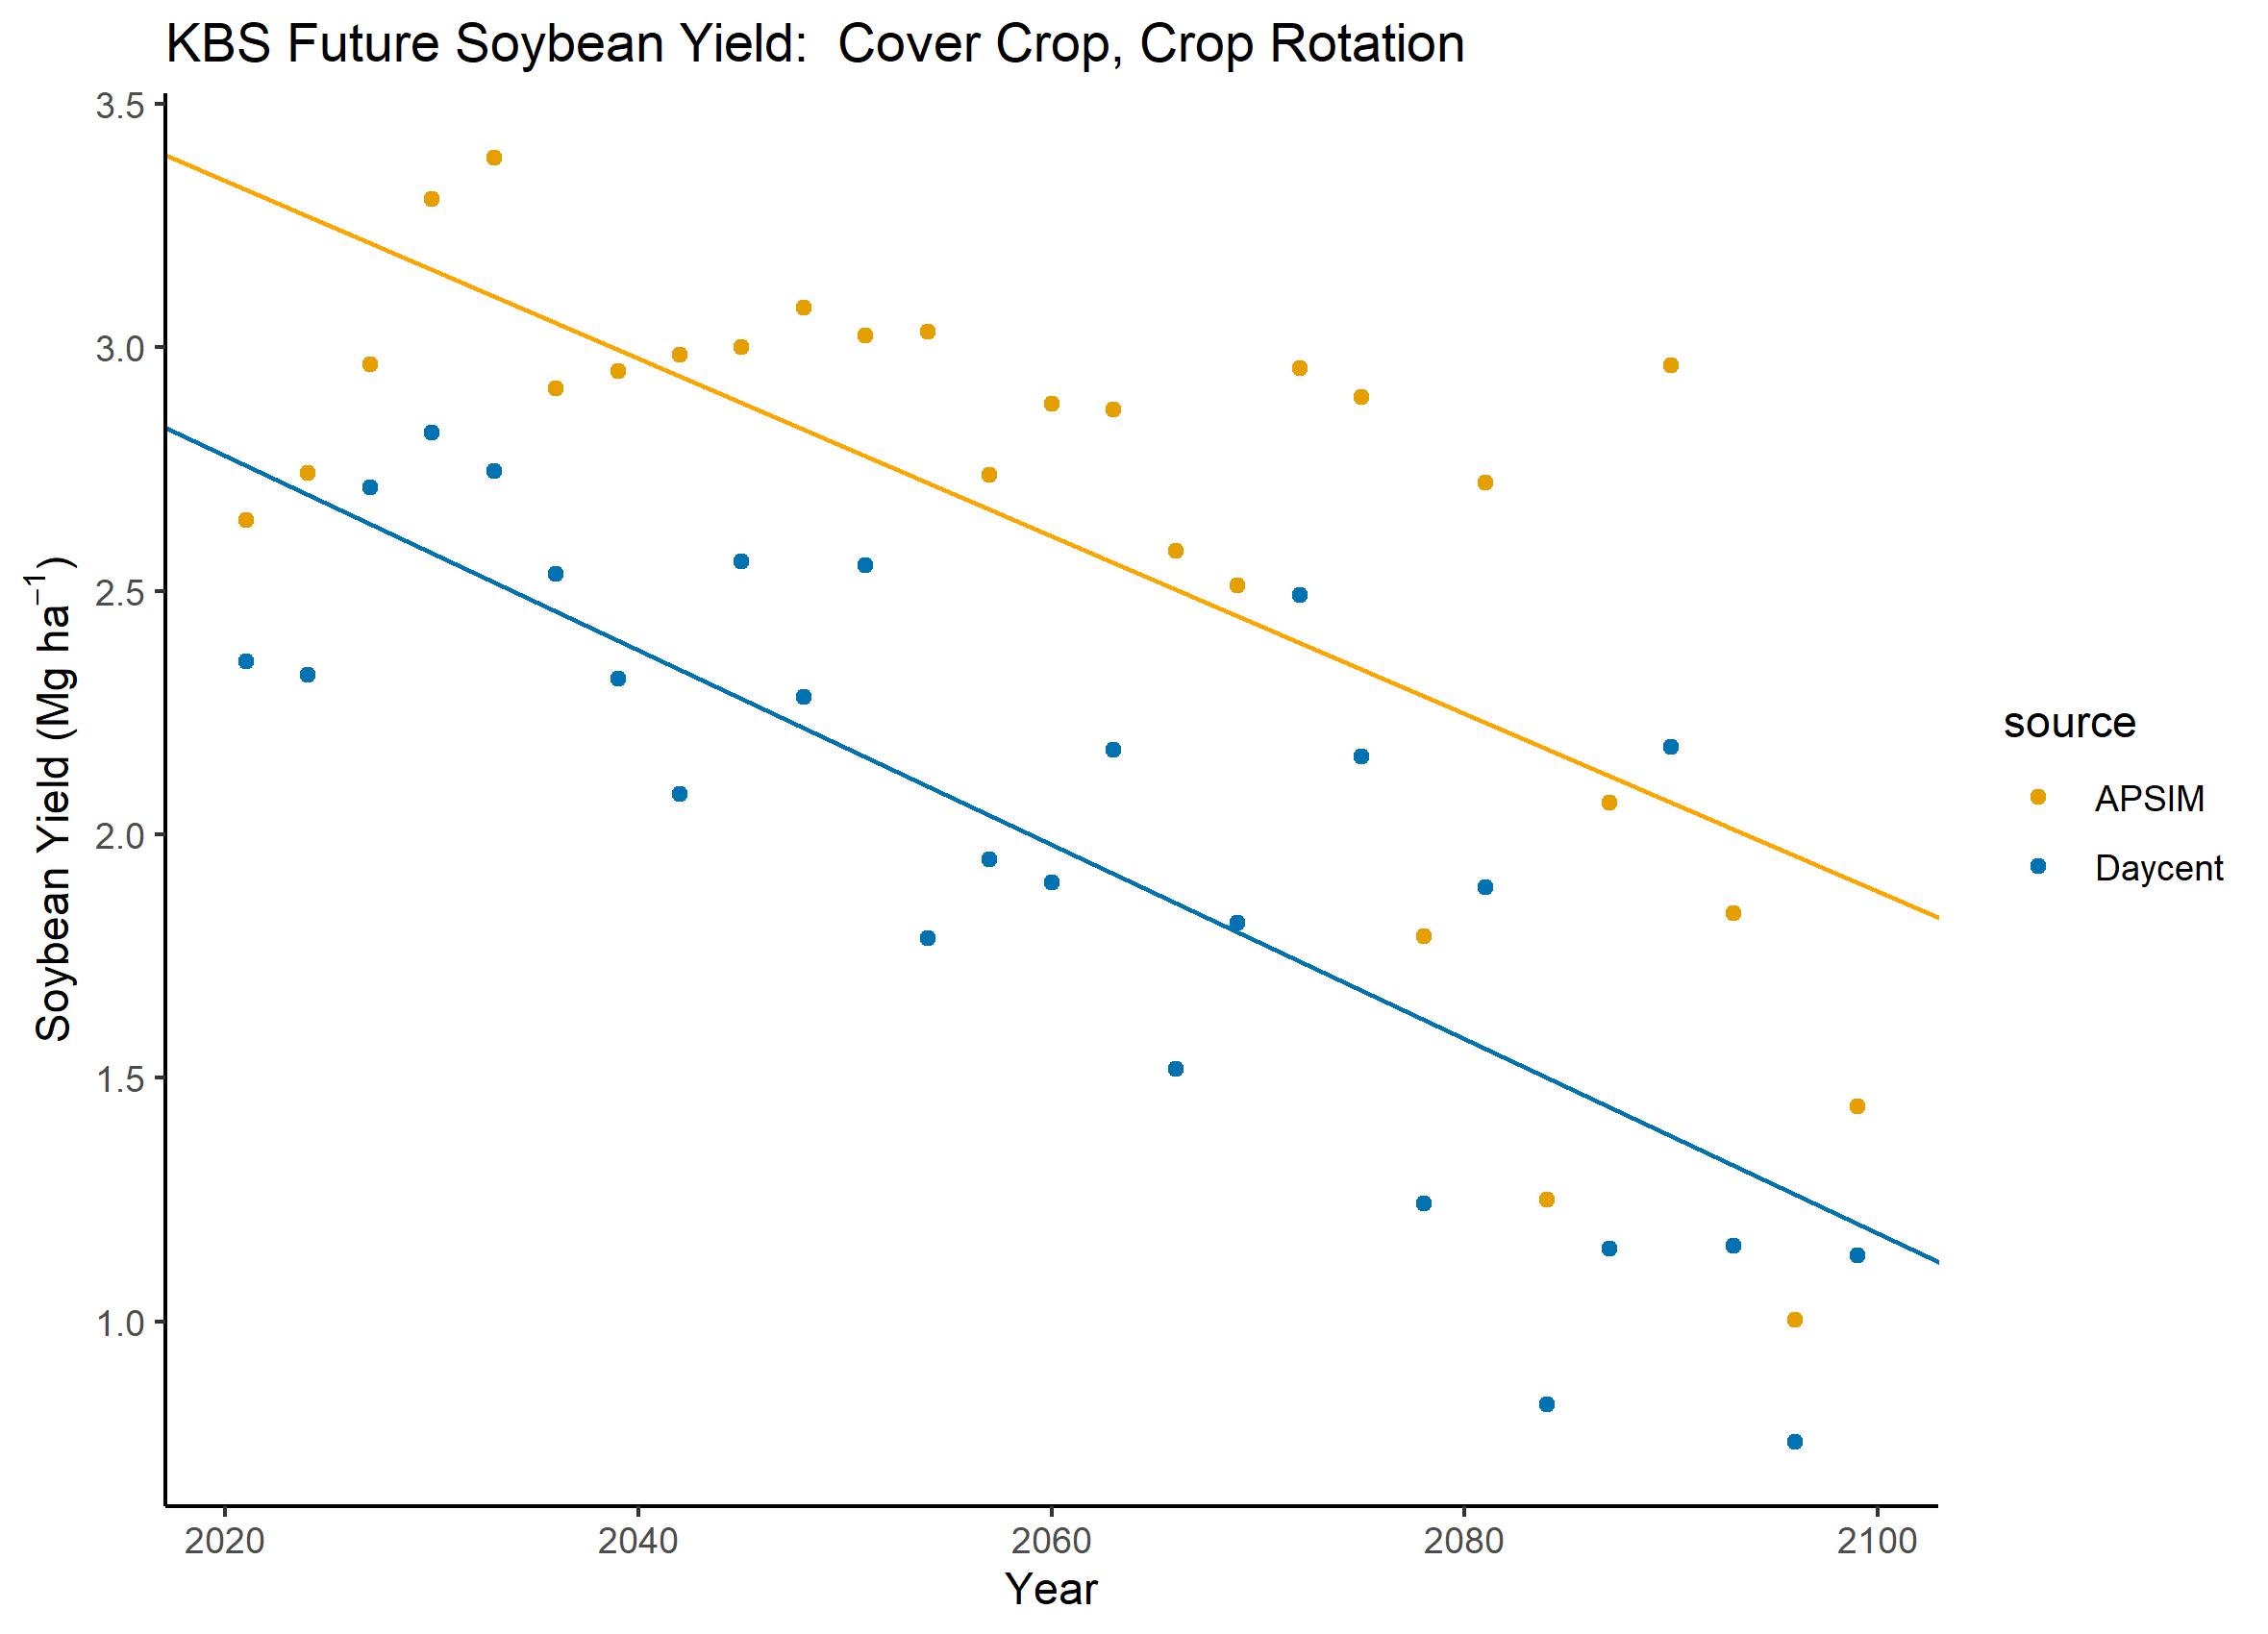 KBS Future Soybean Yield:  Cover Crop, Crop Rotation
3.5
3.0
2.5
2.0
1.5
1.0
Soybean Yield (Mg ha⁻¹)
2020 2040 2060 2080 2100
Year
source
APSIM
Daycent